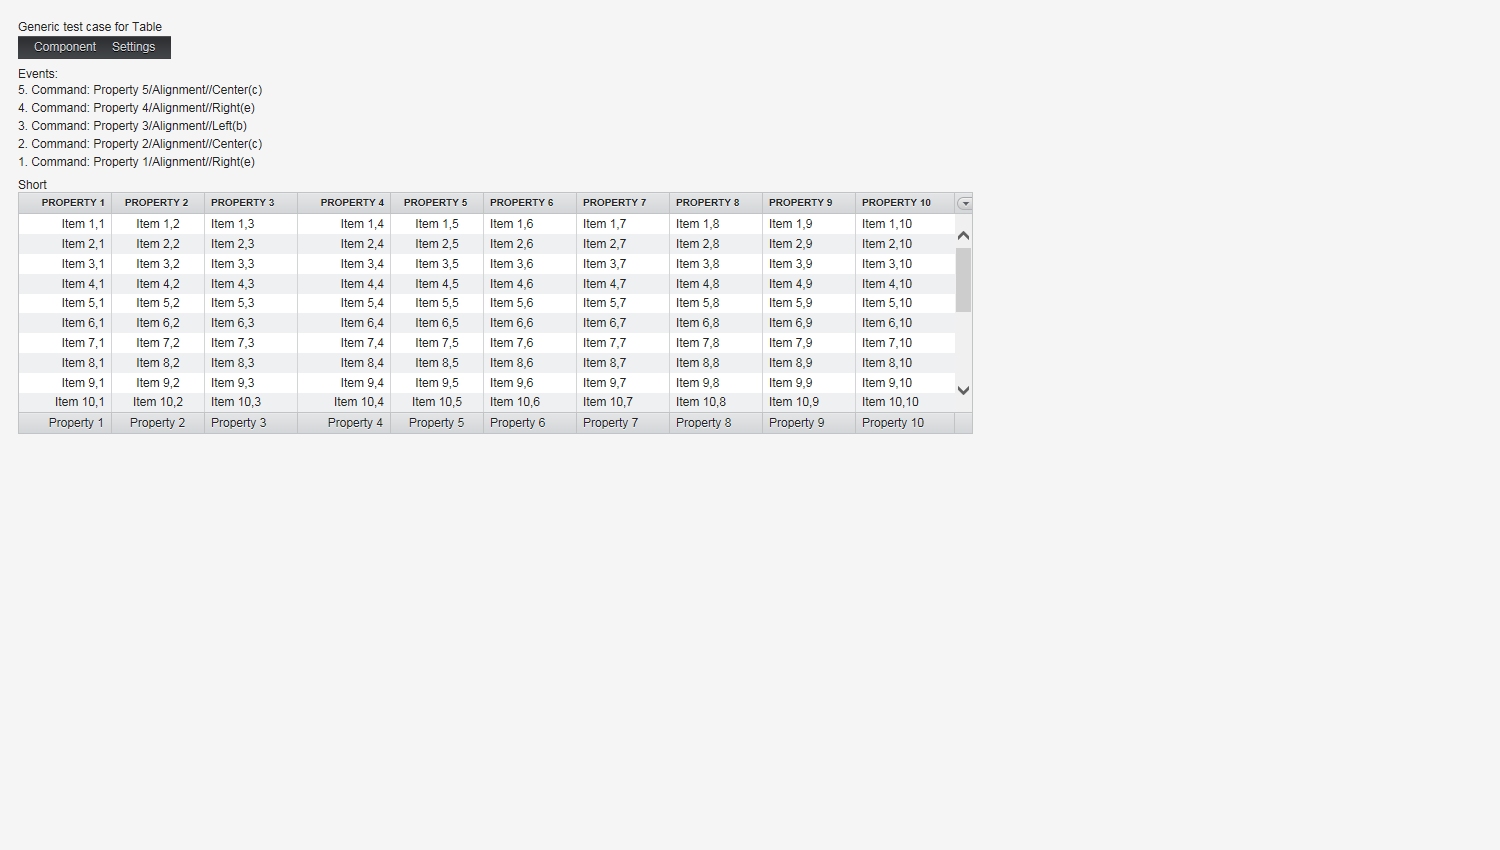 Generic test case for Table
Component Settings
Events:
5. Command: Property 5/Alignment//Center(c)
4. Command: Property 4/Alignment//Right(e)
3. Command: Property 3/Alignment//Left(b)
2. Command: Property 2/Alignment//Center(c)
1. Command: Property 1/Alignment//Right(e)
Short
PROPERTY 1 PROPERTY 2 PROPERTY 3 PROPERTY 4 PROPERTY 5 PROPERTY 6 PROPERTY 7 PROPERTY 8 PROPERTY 9 PROPERTY 10
Item 1,1 Item 1,2 Item 1,3 Item 1,4 Item 1,5 Item 1,6 Item 1,7 Item 1,8 Item 1,9 Item 1,10
Item 2,1 Item 2,2 Item 2,3 Item 2,4 Item 2,5 Item 2,6 Item 2,7 Item 2,8 Item 2,9 Item 2,10
Item 3,1 Item 3,2 Item 3,3 Item 3,4 Item 3,5 Item 3,6 Item 3,7 Item 3,8 Item 3,9 Item 3,10
Item 4,1 Item 4,2 Item 4,3 Item 4,4 Item 4,5 Item 4,6 Item 4,7 Item 4,8 Item 4,9 Item 4,10
Item 5,1 Item 5,2 Item 5,3 Item 5,4 Item 5,5 Item 5,6 Item 5,7 Item 5,8 Item 5,9 Item 5,10
Item 6,1 Item 6,2 Item 6,3 Item 6,4 Item 6,5 Item 6,6 Item 6,7 Item 6,8 Item 6,9 Item 6,10
Item 7,1 Item 7,2 Item 7,3 Item 7,4 Item 7,5 Item 7,6 Item 7,7 Item 7,8 Item 7,9 Item 7,10
Item 8,1 Item 8,2 Item 8,3 Item 8,4 Item 8,5 Item 8,6 Item 8,7 Item 8,8 Item 8,9 Item 8,10
Item 9,1 Item 9,2 Item 9,3 Item 9,4 Item 9,5 Item 9,6 Item 9,7 Item 9,8 Item 9,9 Item 9,10
Item 10,1 Item 10,2 Item 10,3 Item 10,4 Item 10,5 Item 10,6 Item 10,7 Item 10,8 Item 10,9 Item 10,10
Property 1 Property 2 Property 3 Property 4 Property 5 Property 6 Property 7 Property 8 Property 9 Property 10